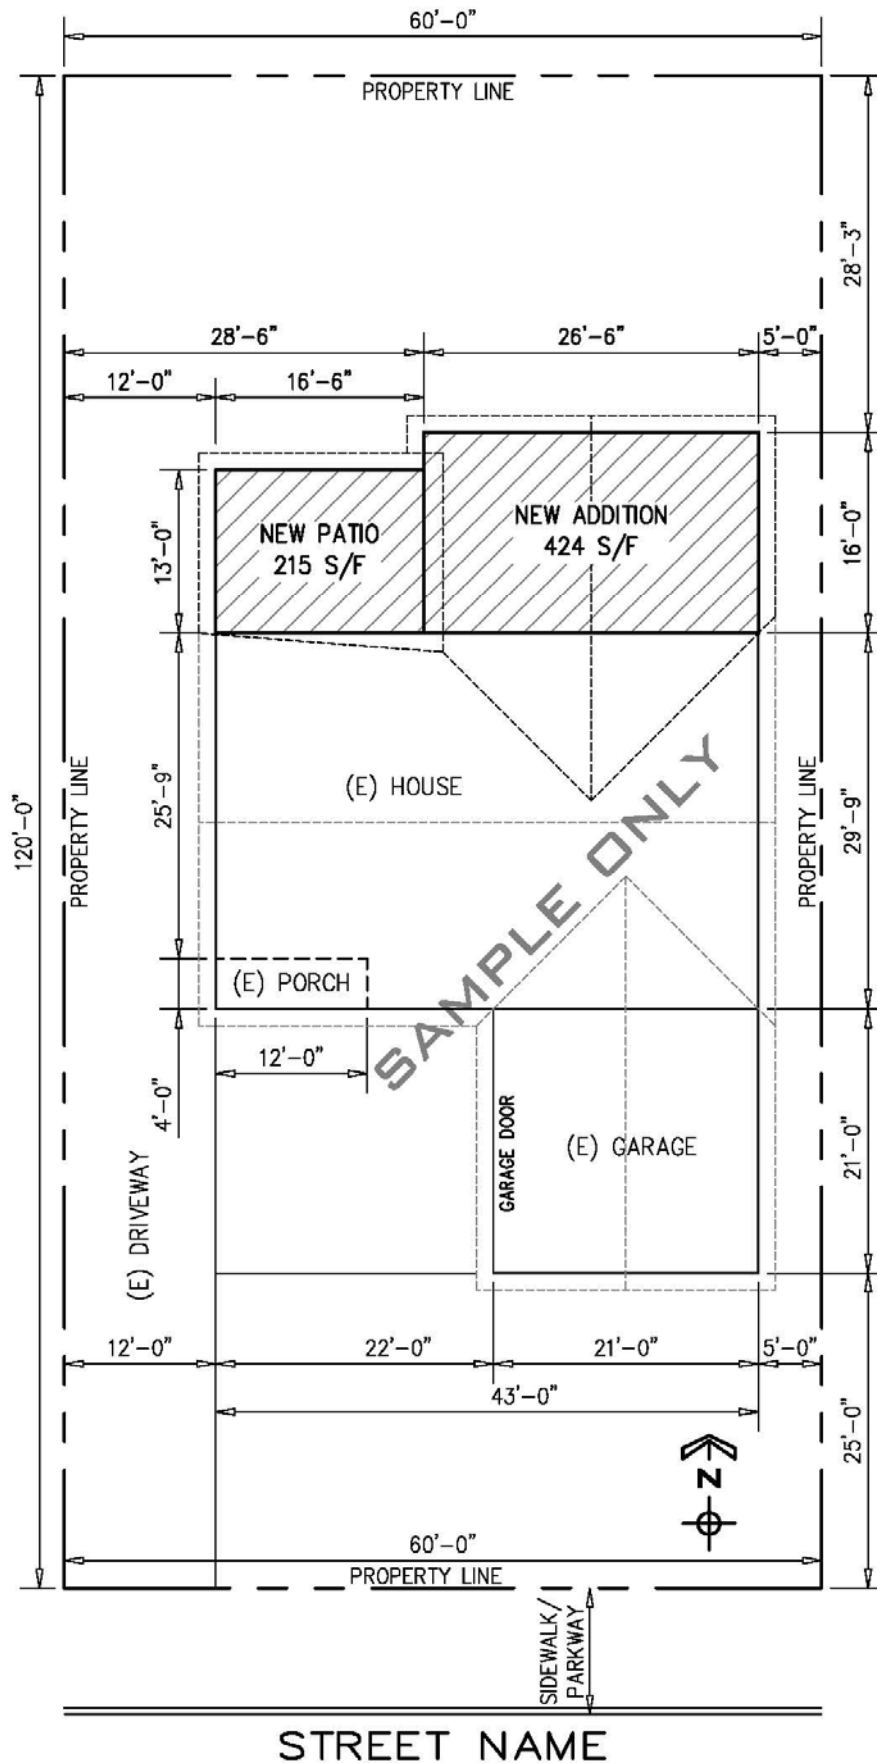 60'-0"
PROPERTY LINE
28'-3"
28'-6"
26'-6"
5'-0"
12'-0"
16'-6"
NEW PATIO
215 S/F
NEW ADDITION
424 S/F
13'-0"
16'-0"
120'-0"
PROPERTY LINE
25'-9"
(E) HOUSE
SAMPLE ONLY
PROPERTY LINE
29'-9"
(E) PORCH
12'-0"
4'-0"
(E) DRIVEWAY
GARAGE DOOR
(E) GARAGE
21'-0"
12'-0"
22'-0"
21'-0"
5'-0"
43'-0"
25'-0"
N
60'-0"
PROPERTY LINE
SIDEWALK/
PARKWAY
STREET NAME